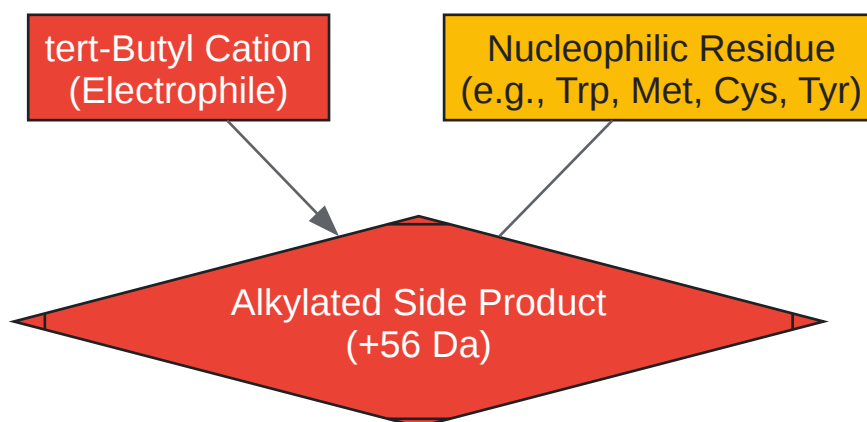 tert-Butyl Cation
(Electrophile)
Nucleophilic Residue
(e.g., Trp, Met, Cys, Tyr)
Alkylated Side Product
(+56 Da)